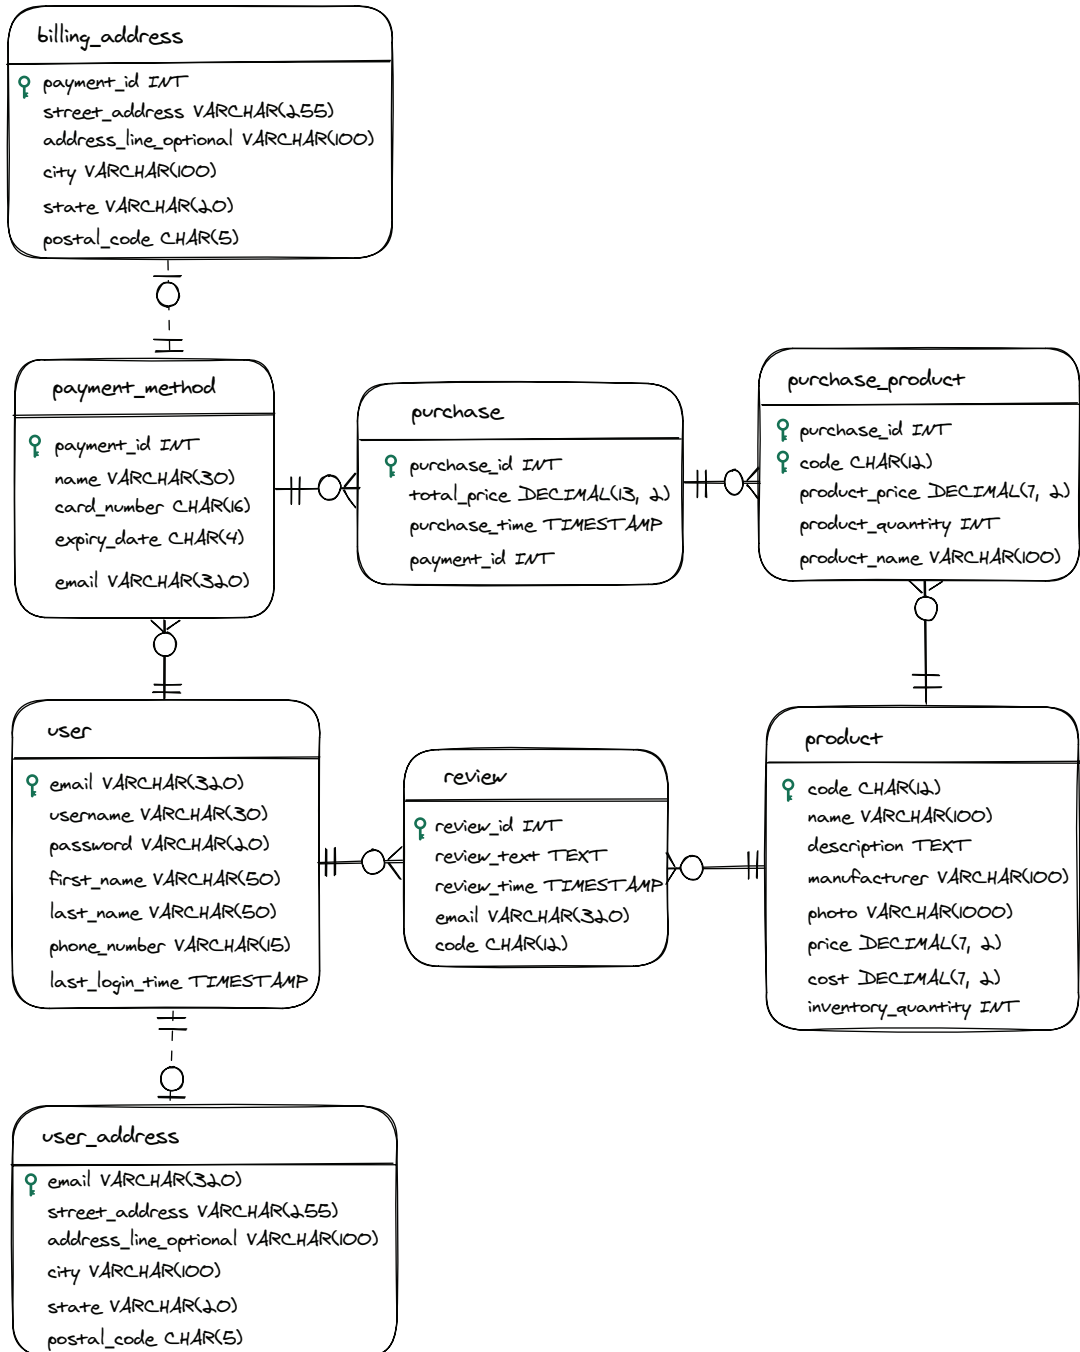 billing_address
payment_id INT
street_address VARCHAR(255)
address_line_optional VARCHAR(100)
city VARCHAR(100)
state VARCHAR(20)
postal_code CHAR(5)
payment_method
payment_id INT
name VARCHAR(30)
card_number CHAR(16)
expiry_date CHAR(4)
email VARCHAR(320)
purchase
purchase_id INT
total_price DECIMAL(13, 2)
purchase_time TIMESTAMP
payment_id INT
purchase_product
purchase_id INT
code CHAR(12)
product_price DECIMAL(7, 2)
product_quantity INT
product_name VARCHAR(100)
user
email VARCHAR(320)
username VARCHAR(30)
password VARCHAR(20)
first_name VARCHAR(50)
last_name VARCHAR(50)
phone_number VARCHAR(15)
last_login_time TIMESTAMP
review
review_id INT
review_text TEXT
review_time TIMESTAMP
email VARCHAR(320)
code CHAR(12)
product
code CHAR(12)
name VARCHAR(100)
description TEXT
manufacturer VARCHAR(100)
photo VARCHAR(1000)
price DECIMAL(7, 2)
cost DECIMAL(7, 2)
inventory_quantity INT
user_address
email VARCHAR(320)
street_address VARCHAR(255)
address_line_optional VARCHAR(100)
city VARCHAR(100)
state VARCHAR(20)
postal_code CHAR(5)